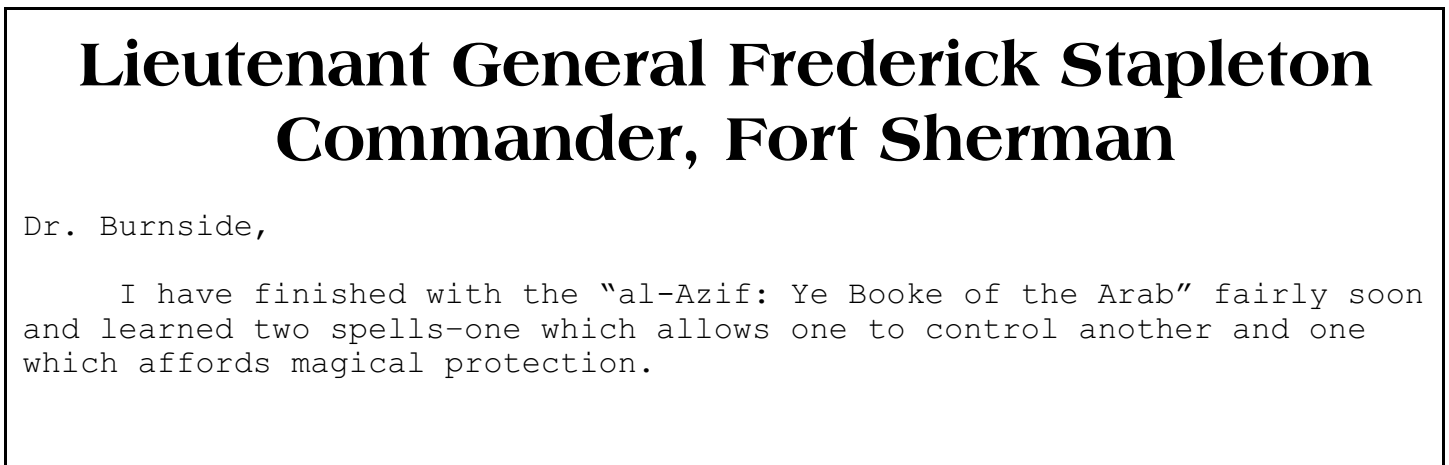 Lieutenant General Frederick Stapleton
Commander, Fort Sherman
Dr. Burnside,
I have finished with the “al-Azif: Ye Booke of the Arab” fairly soon
and learned two spells–one which allows one to control another and one
which affords magical protection.